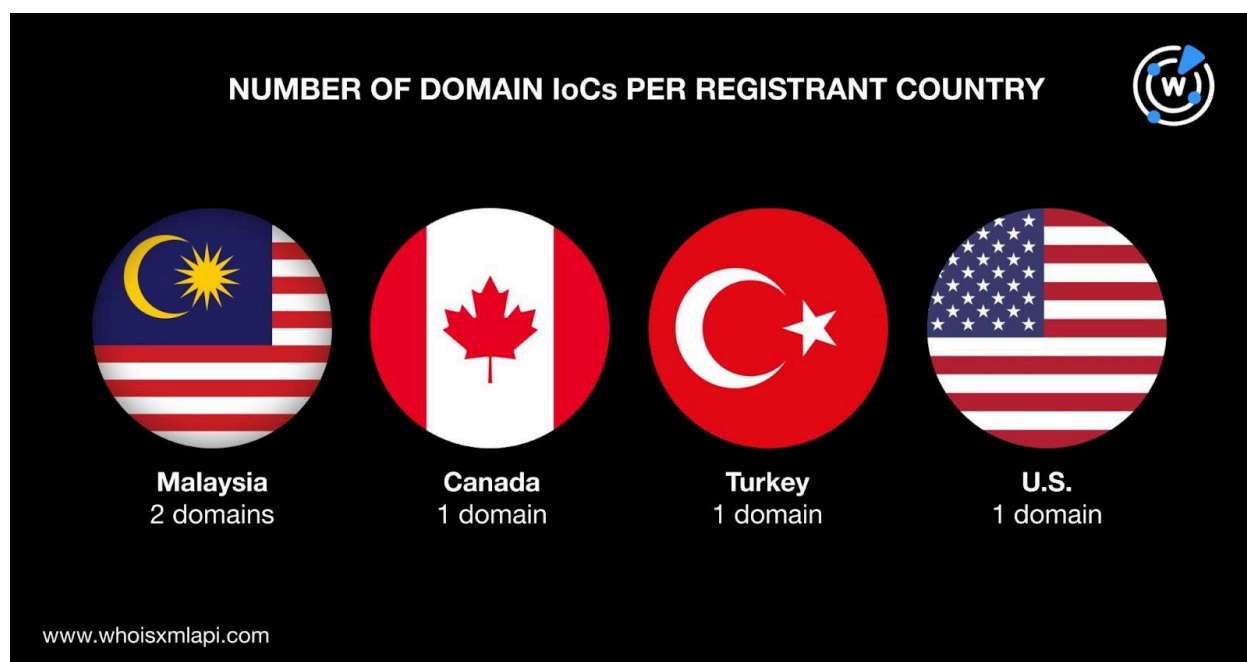 NUMBER OF DOMAIN IoCs PER REGISTRANT COUNTRY
W
Malaysia
2 domains
Canada
1 domain
Turkey
1 domain
U.S.
1 domain
www.whoisxmlapi.com